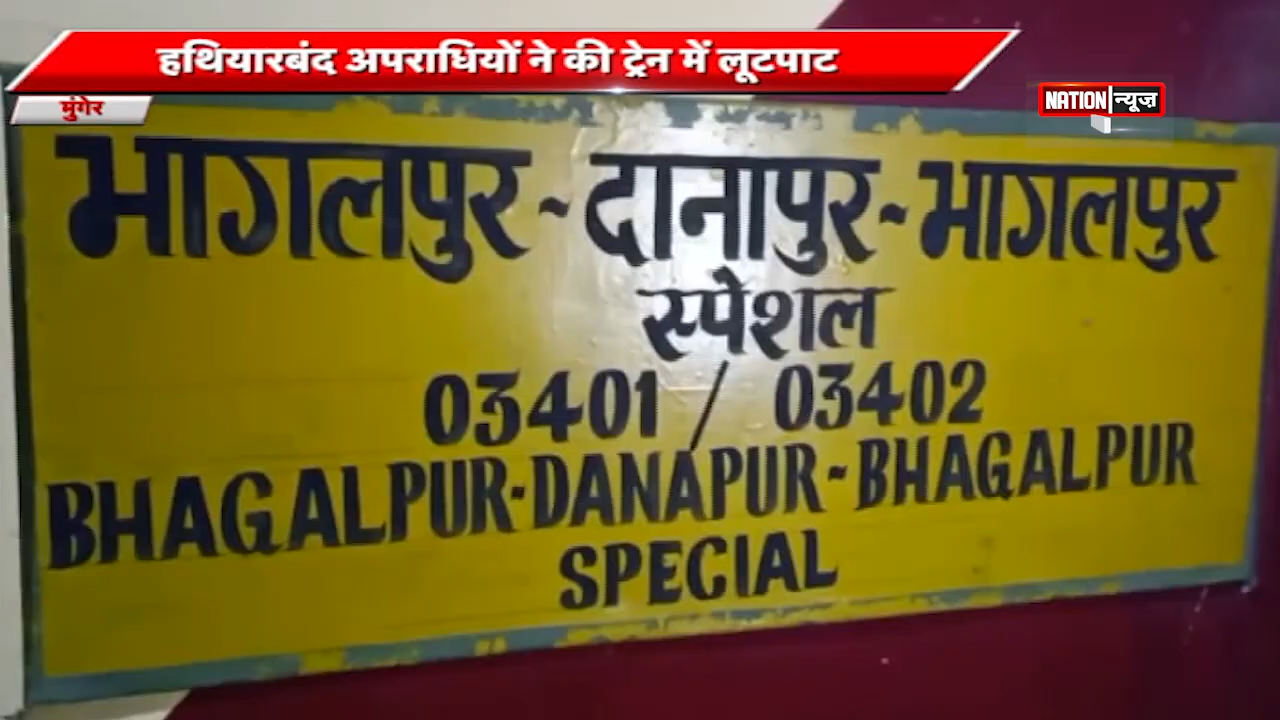 हथियारबंद अपराधियों ने की ट्रेन में लूटपाट
मुंगेर
NATION न्यूज़
भागलपुर-दानापुर-भागलपुर
स्पेशल
03401 / 03402
BHAGALPUR-DANAPUR-BHAGALPUR
SPECIAL